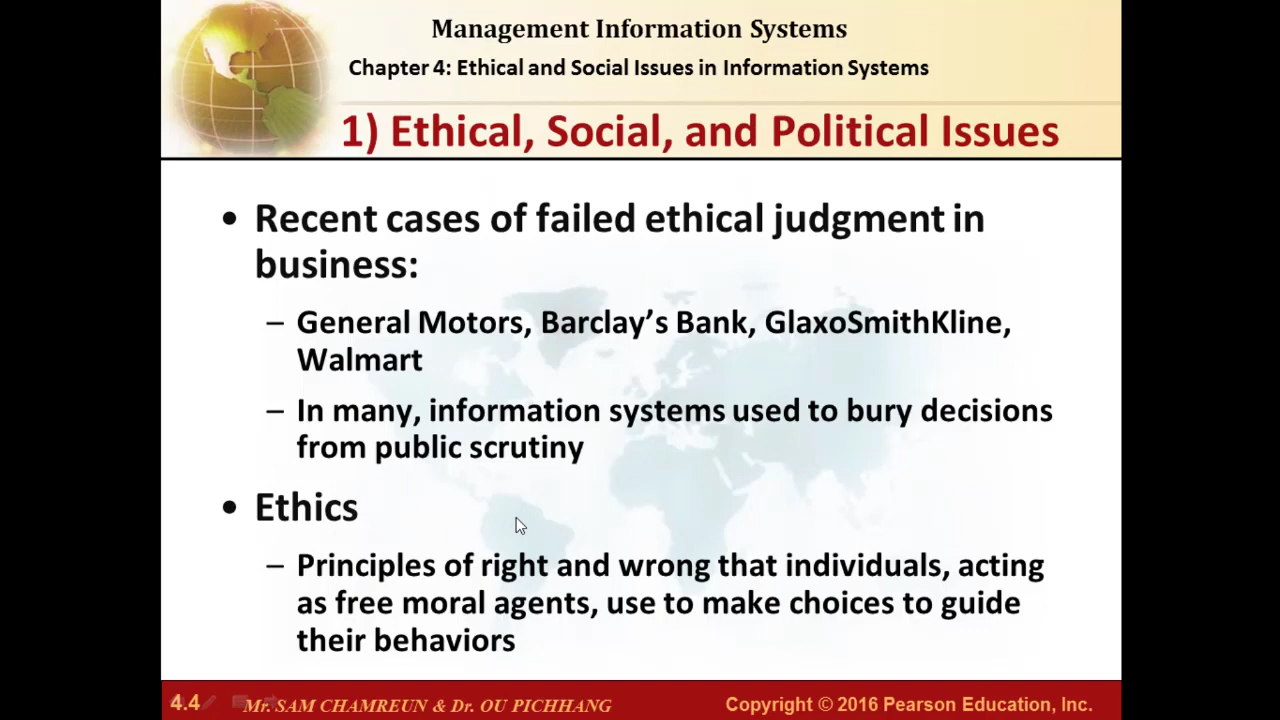 Management Information Systems
Chapter 4: Ethical and Social Issues in Information Systems
1) Ethical, Social, and Political Issues
• Recent cases of failed ethical judgment in
business:
– General Motors, Barclay’s Bank, GlaxoSmithKline,
Walmart
– In many, information systems used to bury decisions
from public scrutiny
• Ethics
– Principles of right and wrong that individuals, acting
as free moral agents, use to make choices to guide
their behaviors
4.4 Mr. SAM CHAMREUN & Dr. OU PICHHANG Copyright © 2016 Pearson Education, Inc.